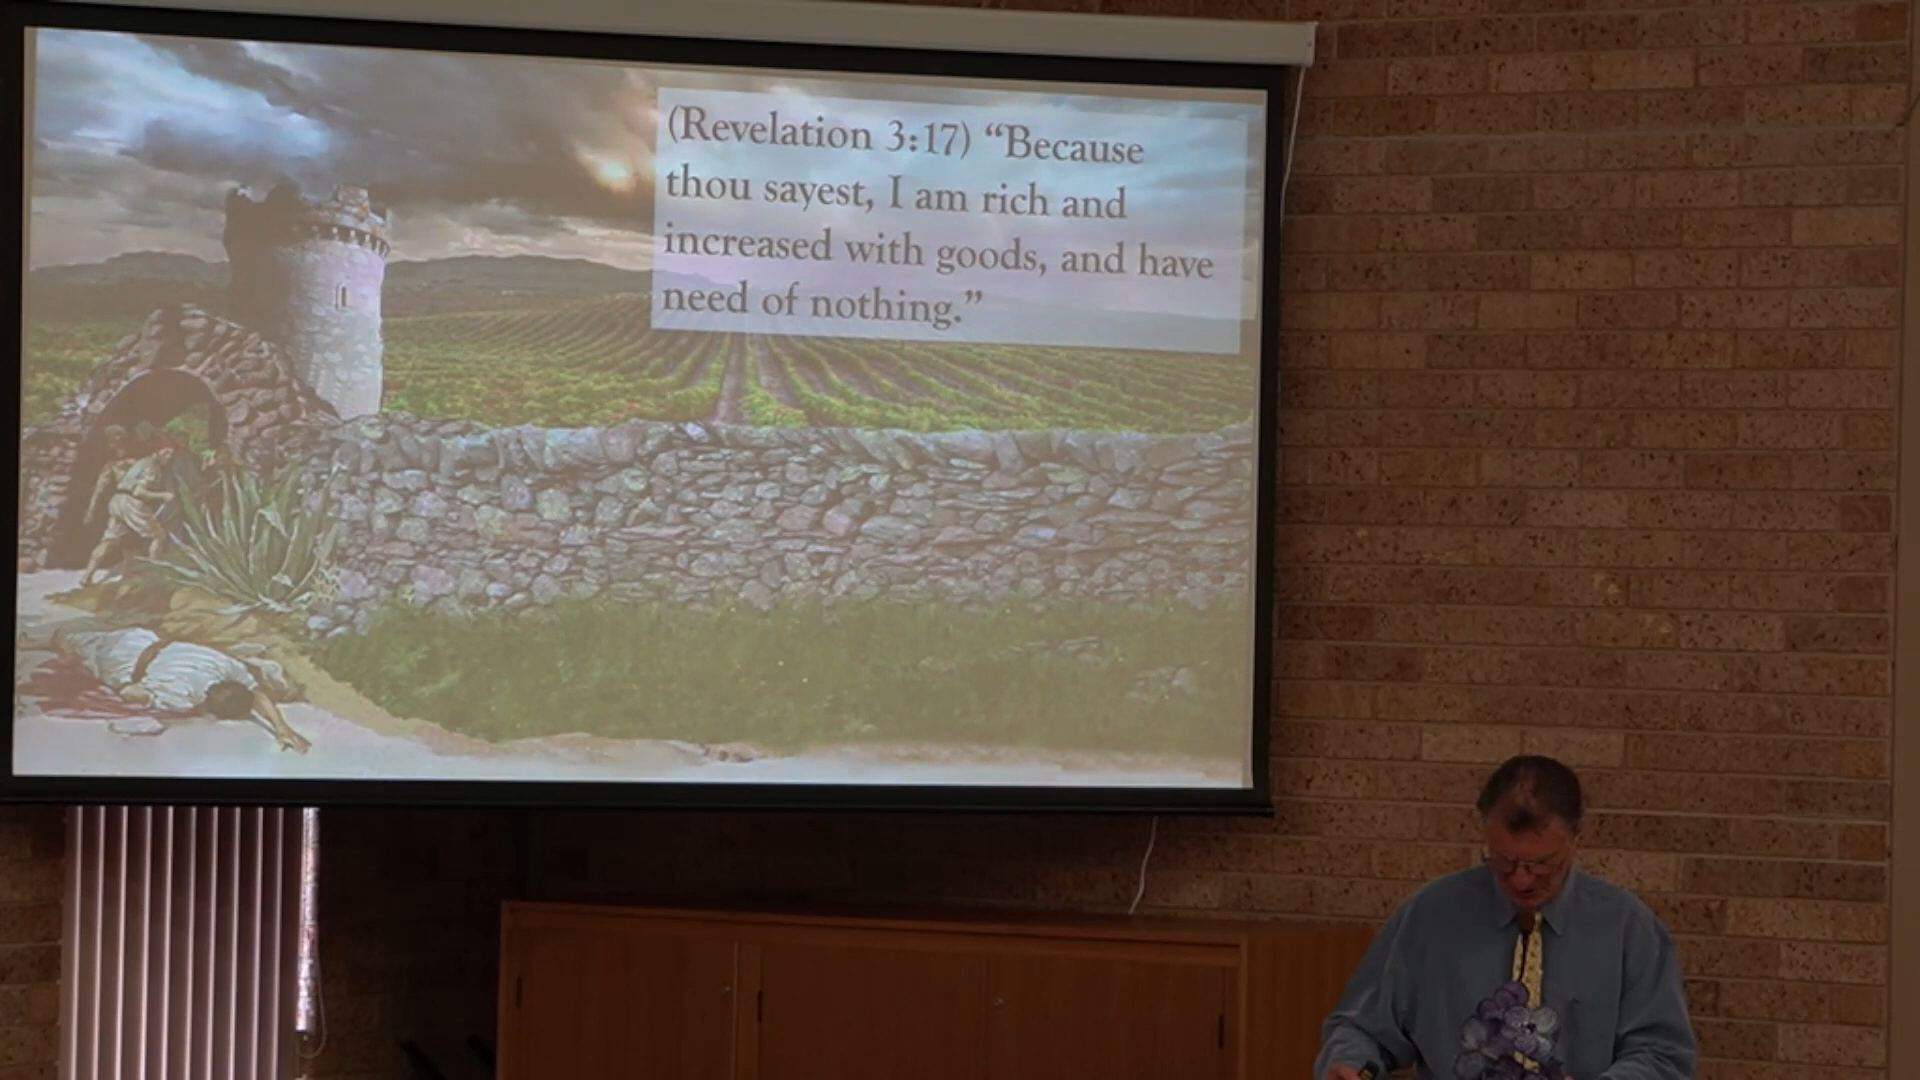 (Revelation 3:17) “Because
thou sayest, I am rich and
increased with goods, and have
need of nothing.”